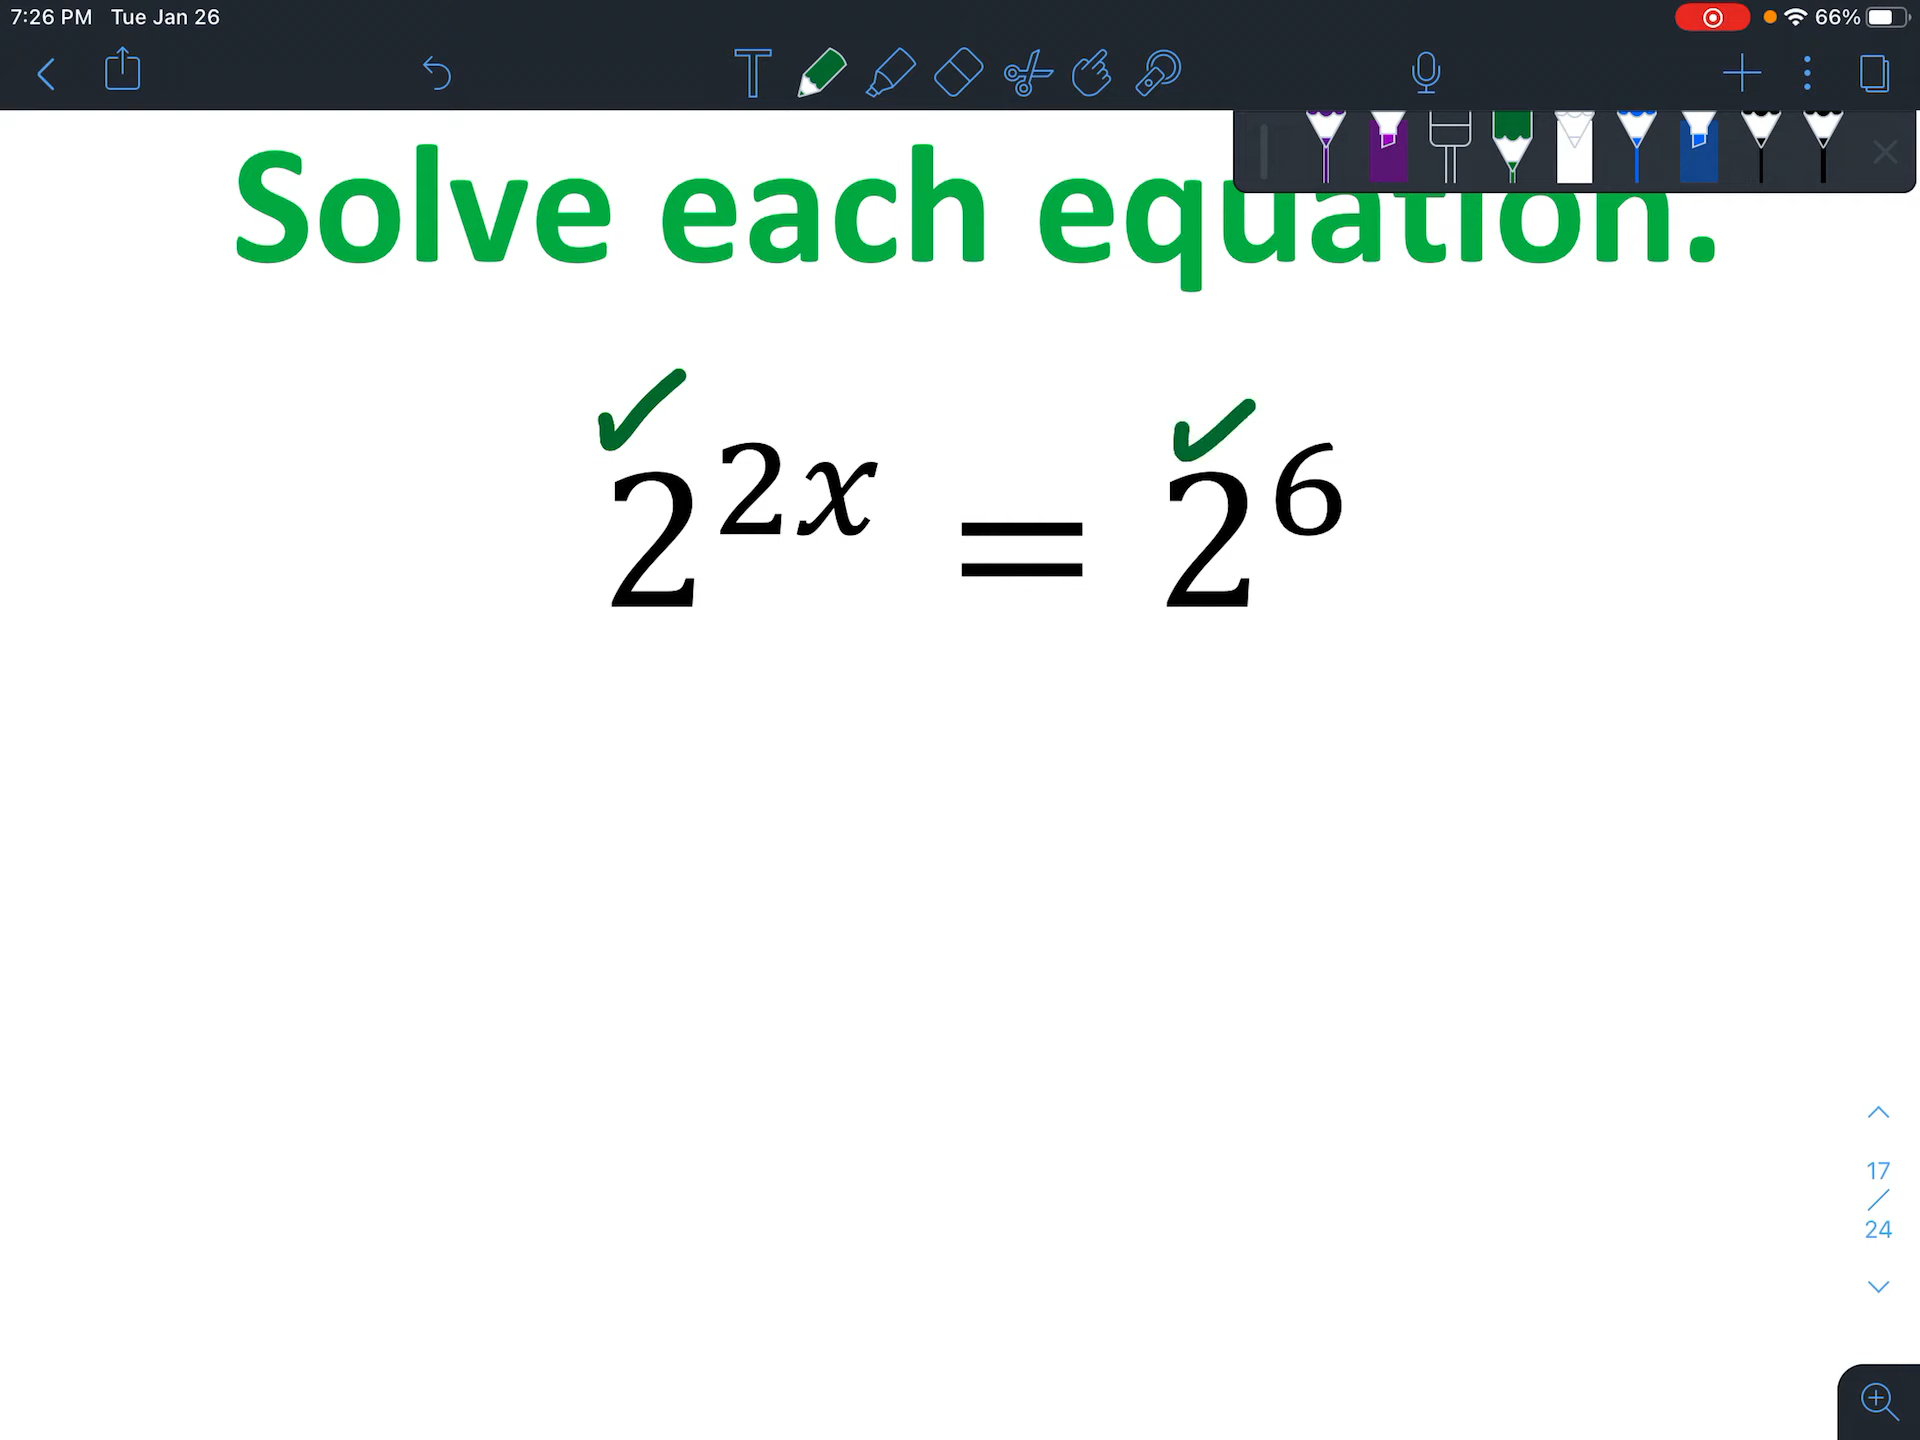 7:26 PM Tue Jan 26
66%
T
Solve each equation.
2^{2x} = 2^6
17
/
24